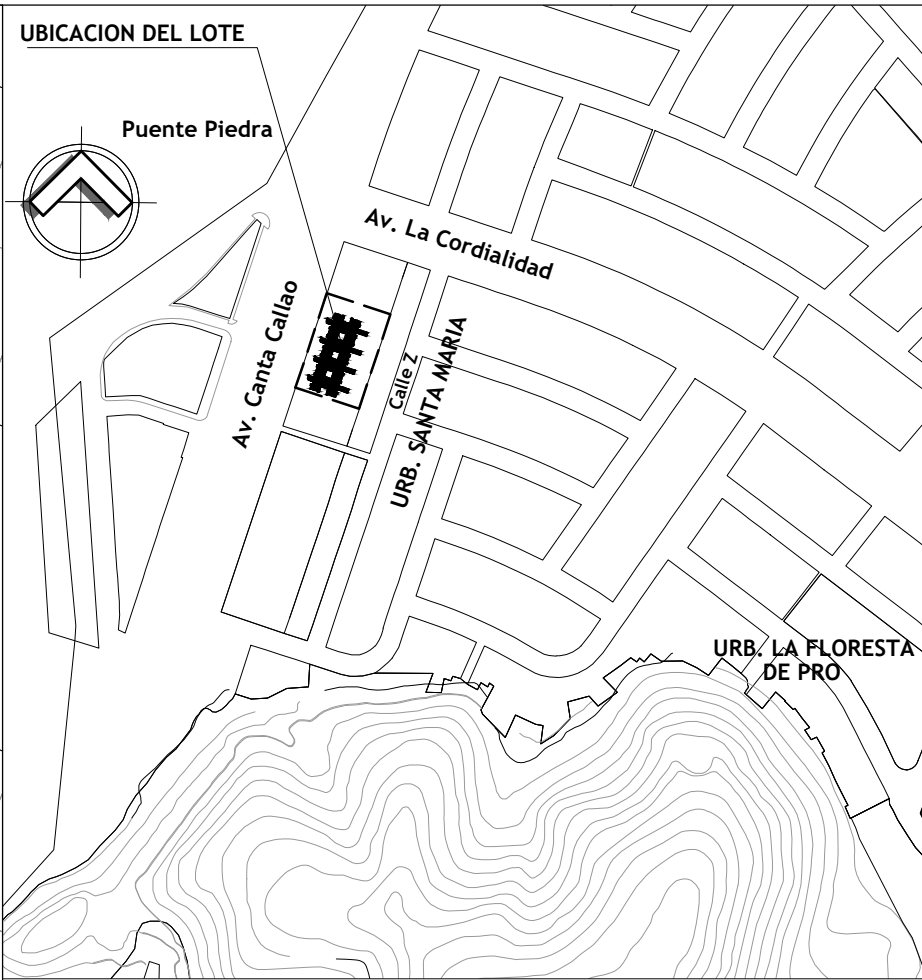 UBICACION DEL LOTE
Puente Piedra
Av. La Cordialidad
Av. Canta Callao
Calle Z
URB. SANTA MARIA
URB. LA FLORESTA
DE PRO